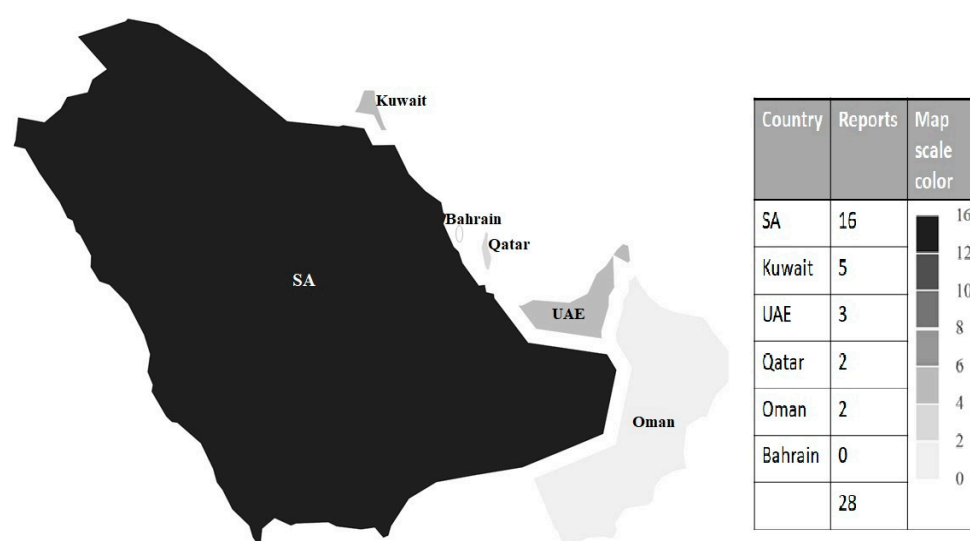 Kuwait
Bahrain
Qatar
SA
UAE
Oman
Country Reports Map scale color
SA 16
Kuwait 5
UAE 3
Qatar 2
Oman 2
Bahrain 0
28
16
12
10
8
6
4
2
0